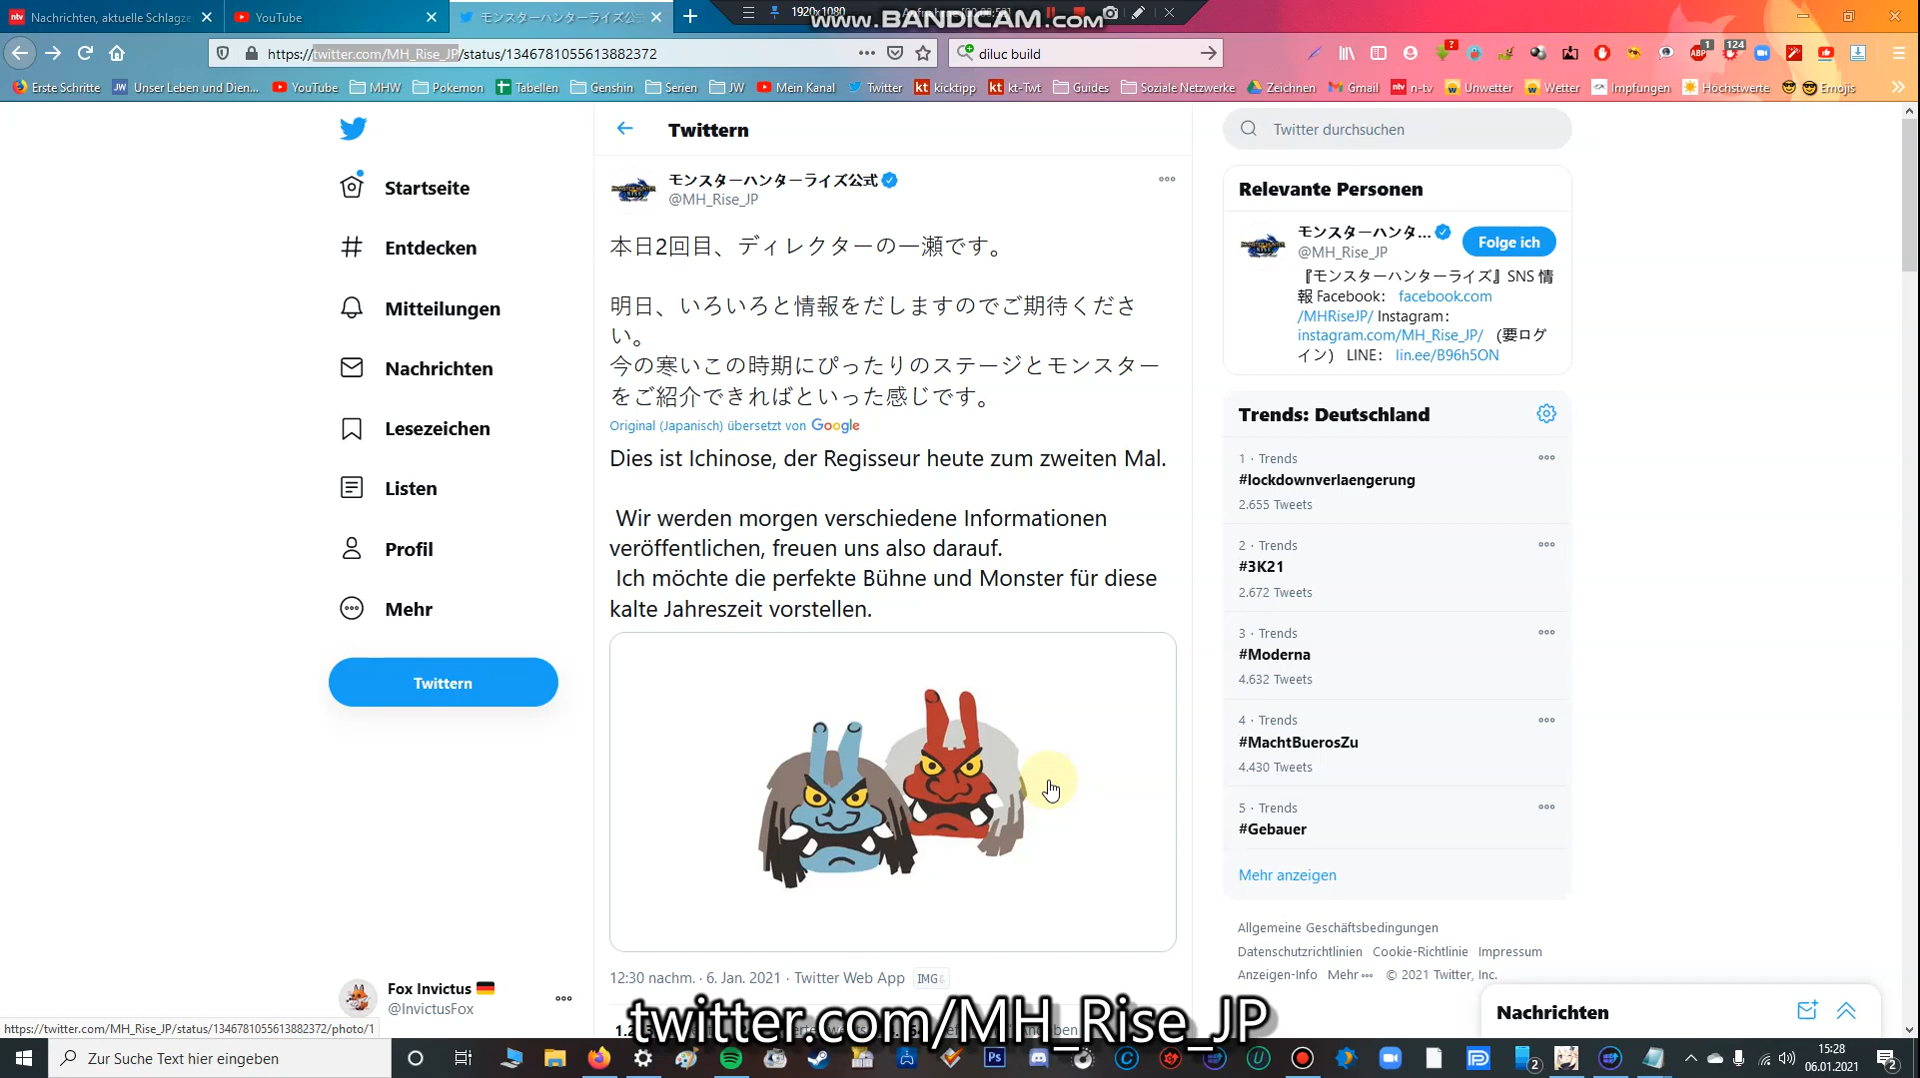 Nachrichten, aktuelle Schlagze
YouTube
モンスターハンターライズ公式
1920x1080
www.BANDICAM.com
https://twitter.com/MH_Rise_JP/status/1346781055613882372
diluc build
1
124
Erste Schritte
Unser Leben und Dien...
YouTube
MHW
Pokemon
Tabellen
Genshin
Serien
JW
Mein Kanal
Twitter
kicktipp
kt-Twt
Guides
Soziale Netzwerke
Zeichnen
Gmail
n-tv
Unwetter
Wetter
Impfungen
Höchstwerte
Emojis
Startseite
Entdecken
Mitteilungen
Nachrichten
Lesezeichen
Listen
Profil
Mehr
Twittern
Fox Invictus
@InvictusFox
Twittern
モンスターハンターライズ公式
@MH_Rise_JP
本日2回目、ディレクターの一瀬です。
明日、いろいろと情報をだしますのでご期待くださ
い。
今の寒いこの時期にぴったりのステージとモンスター
をご紹介できればといった感じです。
Original (Japanisch) übersetzt von Google
Dies ist Ichinose, der Regisseur heute zum zweiten Mal.
Wir werden morgen verschiedene Informationen
veröffentlichen, freuen uns also darauf.
Ich möchte die perfekte Bühne und Monster für diese
kalte Jahreszeit vorstellen.
12:30 nachm. · 6. Jan. 2021 · Twitter Web App
IMG
twitter.com/MH_Rise_JP
Twitter durchsuchen
Relevante Personen
モンスターハンタ...
@MH_Rise_JP
Folge ich
『モンスターハンターライズ』SNS 情
報 Facebook: facebook.com
/MHRiseJP/ Instagram:
instagram.com/MH_Rise_JP/ (要ログ
イン) LINE: lin.ee/B96h5ON
Trends: Deutschland
1 · Trends
#lockdownverlaengerung
2.655 Tweets
2 · Trends
#3K21
2.672 Tweets
3 · Trends
#Moderna
4.632 Tweets
4 · Trends
#MachtBuerosZu
4.430 Tweets
5 · Trends
#Gebauer
Mehr anzeigen
Allgemeine Geschäftsbedingungen
Datenschutzrichtlinien Cookie-Richtlinie Impressum
Anzeigen-Info Mehr © 2021 Twitter, Inc.
Nachrichten
https://twitter.com/MH_Rise_JP/status/1346781055613882372/photo/1
Zur Suche Text hier eingeben
15:28
06.01.2021
2